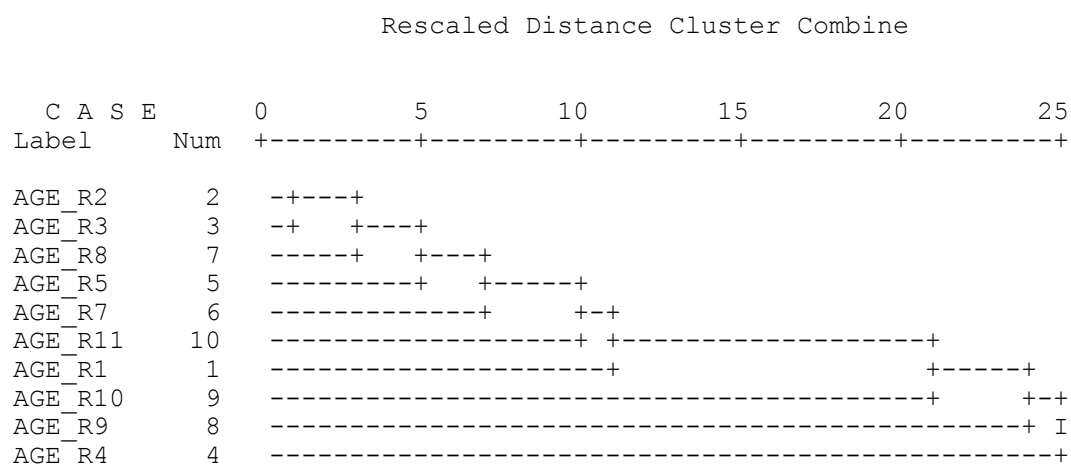 Rescaled Distance Cluster Combine
C A S E 0 5 10 15 20 25
Label Num +---------+---------+---------+---------+---------+
AGE_R2 2 -+---+
AGE_R3 3 -+ +---+
AGE_R8 7 -----+ +---+
AGE_R5 5 ---------+ +-----+
AGE_R7 6 -------------+ +-+
AGE_R11 10 -------------------+ +-------------------+
AGE_R1 1 ---------------------+ +-----+
AGE_R10 9 -----------------------------------------+ +-+
AGE_R9 8 -----------------------------------------------+ I
AGE_R4 4 -------------------------------------------------+